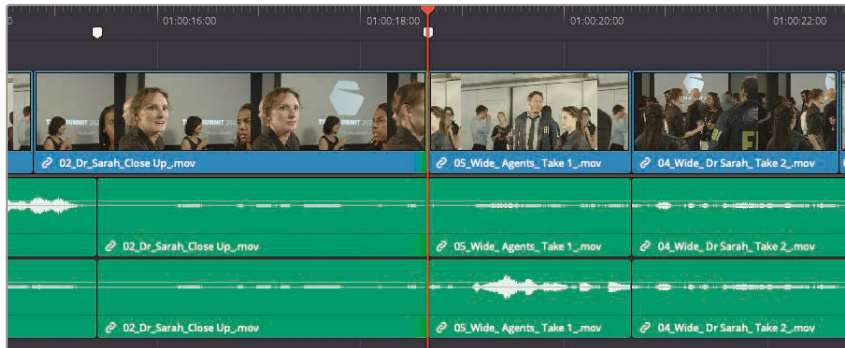 01:00:16:00 01:00:18:00 01:00:20:00 01:00:22:00
02_Dr_Sarah_Close Up_.mov 05_Wide_ Agents_ Take 1_.mov 04_Wide_ Dr Sarah_ Take 2_.mov
02_Dr_Sarah_Close Up_.mov 05_Wide_ Agents_ Take 1_.mov 04_Wide_ Dr Sarah_ Take 2_.mov
02_Dr_Sarah_Close Up_.mov 05_Wide_ Agents_ Take 1_.mov 04_Wide_ Dr Sarah_ Take 2_.mov